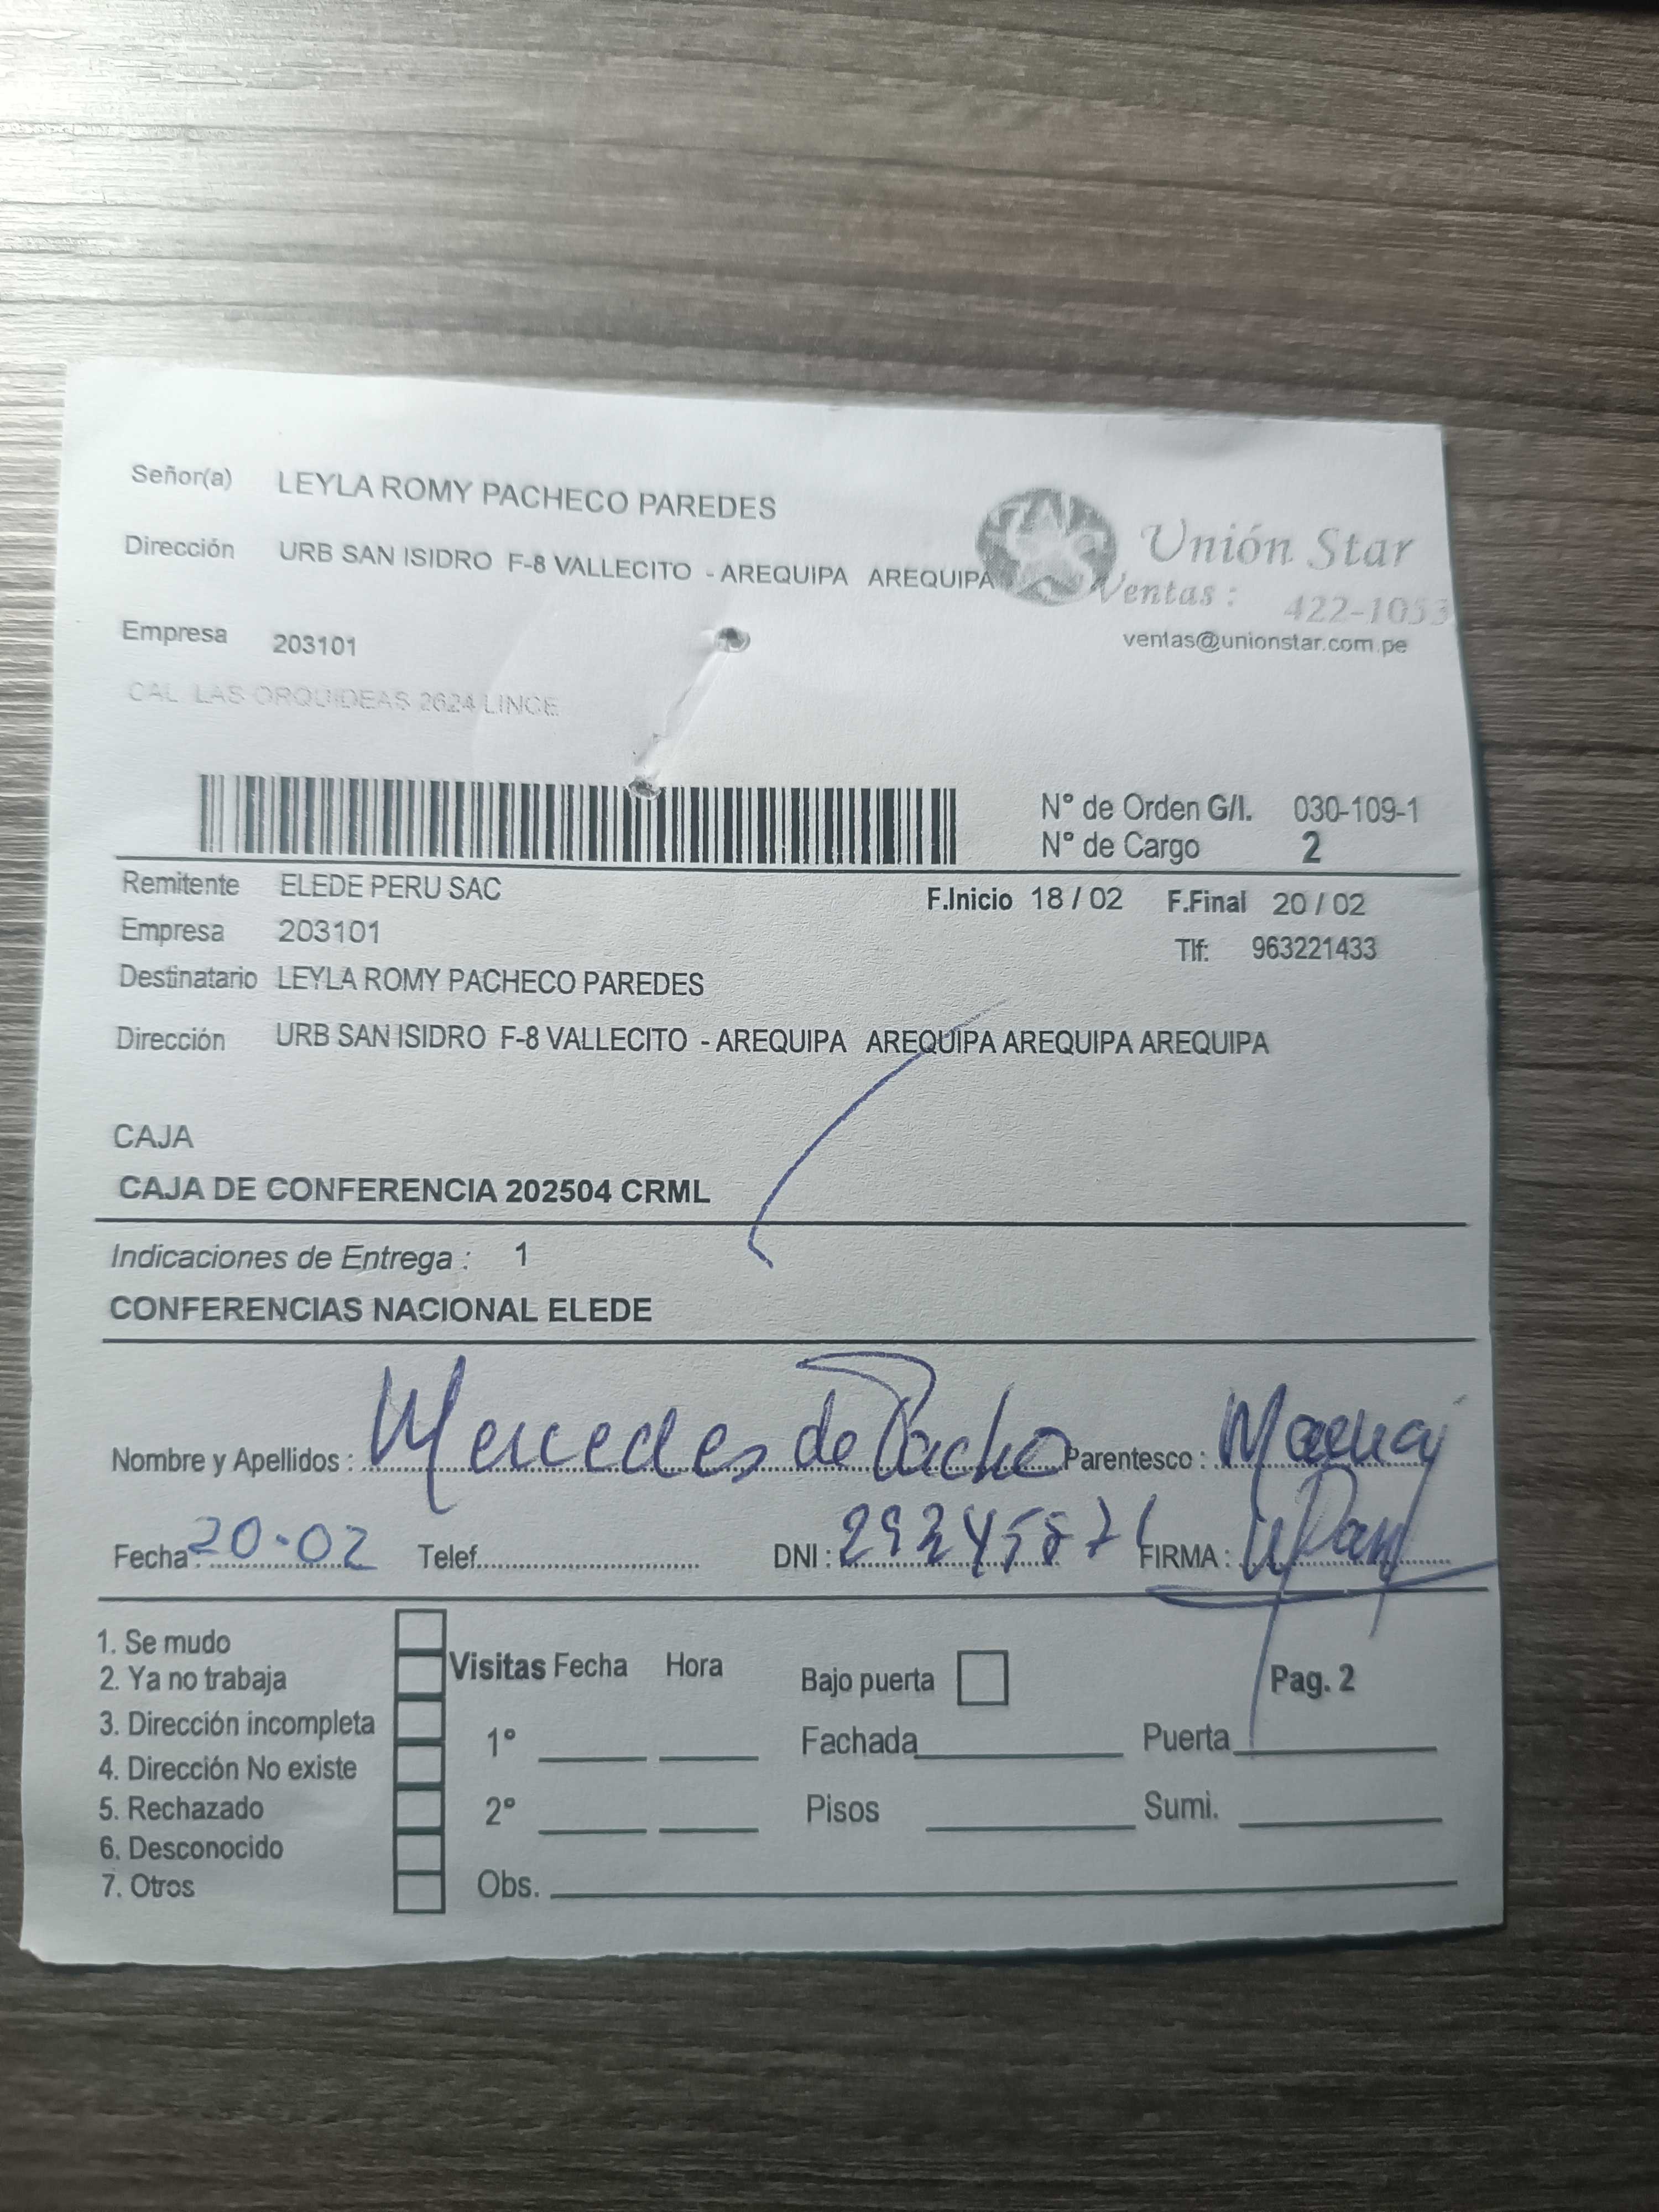 Señor(a) LEYLA ROMY PACHECO PAREDES
Dirección URB SAN ISIDRO F-8 VALLECITO - AREQUIPA AREQUIPA
Unión Star
Ventas : 422-1053
ventas@unionstar.com.pe
Empresa 203101
CAL LAS ORQUIDEAS 2624 LINCE
N° de Orden G/I. 030-109-1
N° de Cargo 2
Remitente ELEDE PERU SAC F.Inicio 18 / 02 F.Final 20 / 02
Empresa 203101 Tlf: 963221433
Destinatario LEYLA ROMY PACHECO PAREDES
Dirección URB SAN ISIDRO F-8 VALLECITO - AREQUIPA AREQUIPA AREQUIPA AREQUIPA
CAJA
CAJA DE CONFERENCIA 202504 CRML
Indicaciones de Entrega : 1
CONFERENCIAS NACIONAL ELEDE
Nombre y Apellidos : Mercedes de Parentesco :
Fecha : 20-02 Telef. DNI : FIRMA :
1. Se mudo
2. Ya no trabaja
3. Dirección incompleta
4. Dirección No existe
5. Rechazado
6. Desconocido
7. Otros
Visitas Fecha Hora Bajo puerta Pag. 2
1° Fachada Puerta
2° Pisos Sumi.
Obs.